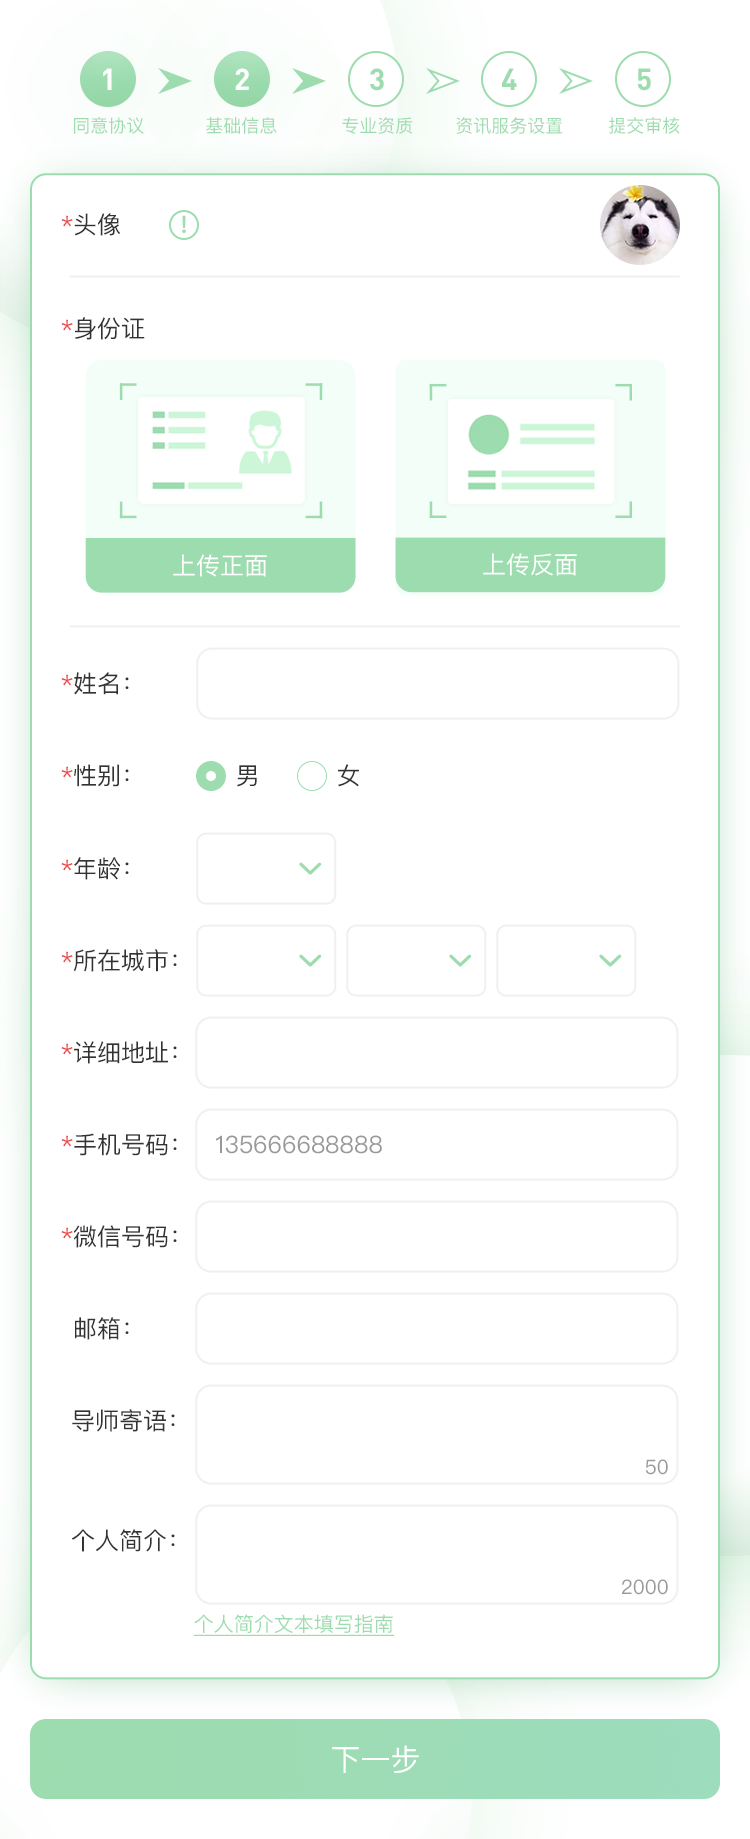 1 2 3 4 5
同意协议 基础信息 专业资质 资讯服务设置 提交审核
*头像 !
*身份证
上传正面 上传反面
*姓名：
*性别： 男 女
*年龄：
*所在城市：
*详细地址：
*手机号码： 135666688888
*微信号码：
邮箱：
导师寄语：
50
个人简介：
2000
个人简介文本填写指南
下一步